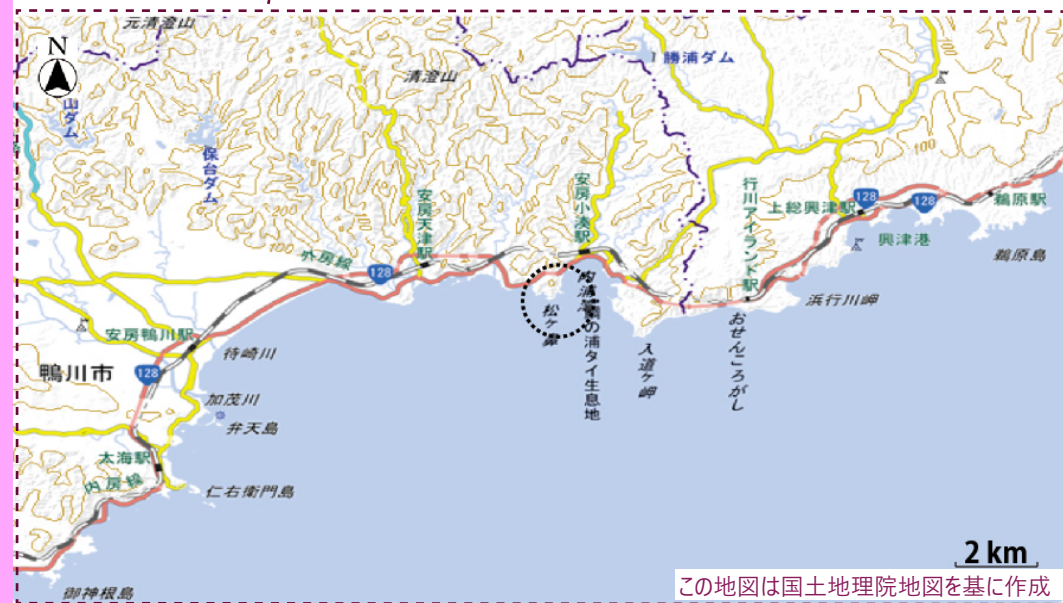 元清澄山
N
清澄山
勝浦ダム
山ダム
保台ダム
100
200
安房天津駅
安房小湊駅
行川アイランド駅
上総興津駅
128
128
鵜原駅
興津港
鵜原島
外房線
128
内浦
松ヶ鼻
鯛の浦タイ生息地
入道ヶ岬
おせんころがし
浜行川岬
安房鴨川駅
待崎川
鴨川市
128
加茂川
弁天島
太海駅
内房線
仁右衛門島
御神根島
2 km
この地図は国土地理院地図を基に作成